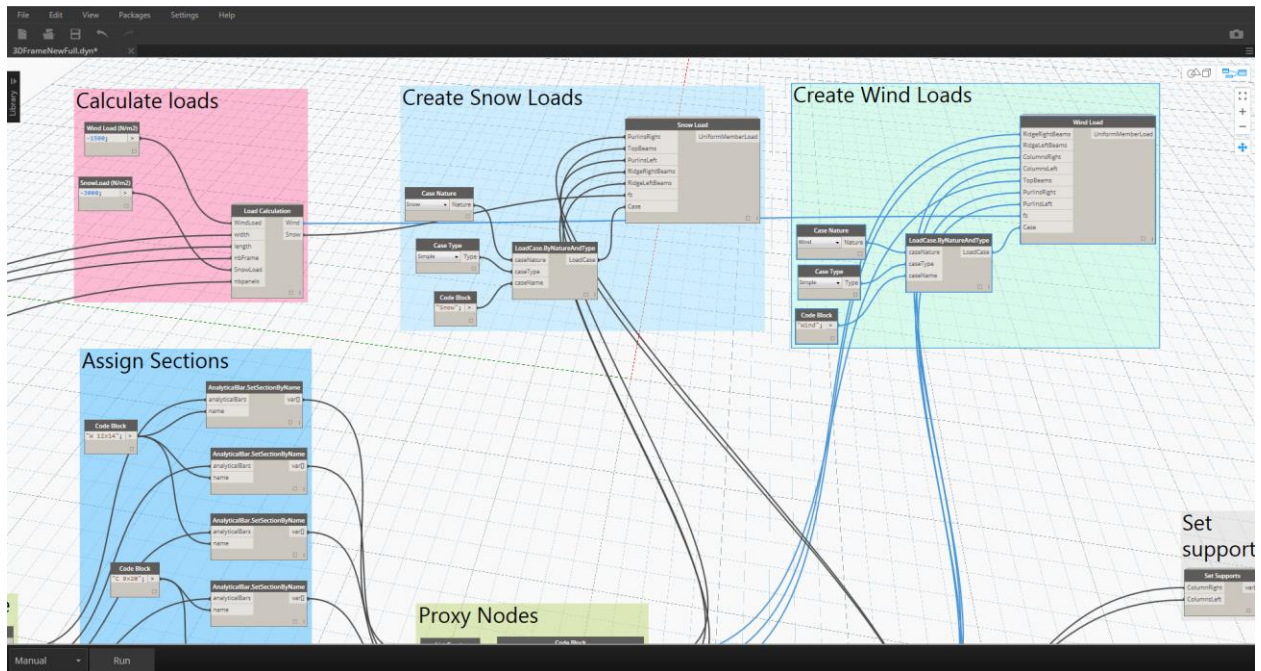 File Edit View Packages Settings Help
3DFrameNewFull.dyn* ×
Library
Calculate loads
Wind Load (N/m2)
-1500; >
SnowLoad (N/m2)
-3000; >
Load Calculation
WindLoad Wind
width Snow
length
nbFrame
SnowLoad
nbpanels
Create Snow Loads
Case Nature
Snow Nature
Case Type
Simple Type
Code Block
"Snow"; >
LoadCase.ByNatureAndType
caseNature LoadCase
caseType
caseName
Snow Load
PurlinsRight UniformMemberLoad
TopBeams
PurlinsLeft
RidgeRightBeams
RidgeLeftBeams
Case
Create Wind Loads
Case Nature
Wind Nature
Case Type
Simple Type
Code Block
"Wind"; >
LoadCase.ByNatureAndType
caseNature LoadCase
caseType
caseName
Wind Load
RidgeRightBeams UniformMemberLoad
RidgeLeftBeams
ColumnsRight
ColumnsLeft
TopBeams
PurlinsRight
PurlinsLeft
Case
Assign Sections
Code Block
"W 12x14"; >
AnalyticalBar.SetSectionByName
analyticalBars var[]
name
AnalyticalBar.SetSectionByName
analyticalBars var[]
name
AnalyticalBar.SetSectionByName
analyticalBars var[]
name
Code Block
AnalyticalBar.SetSectionByName
analyticalBars var[]
name
Proxy Nodes
Code Block
Set
support
Set Supports
ColumnRight
ColumnsLeft
Manual Run